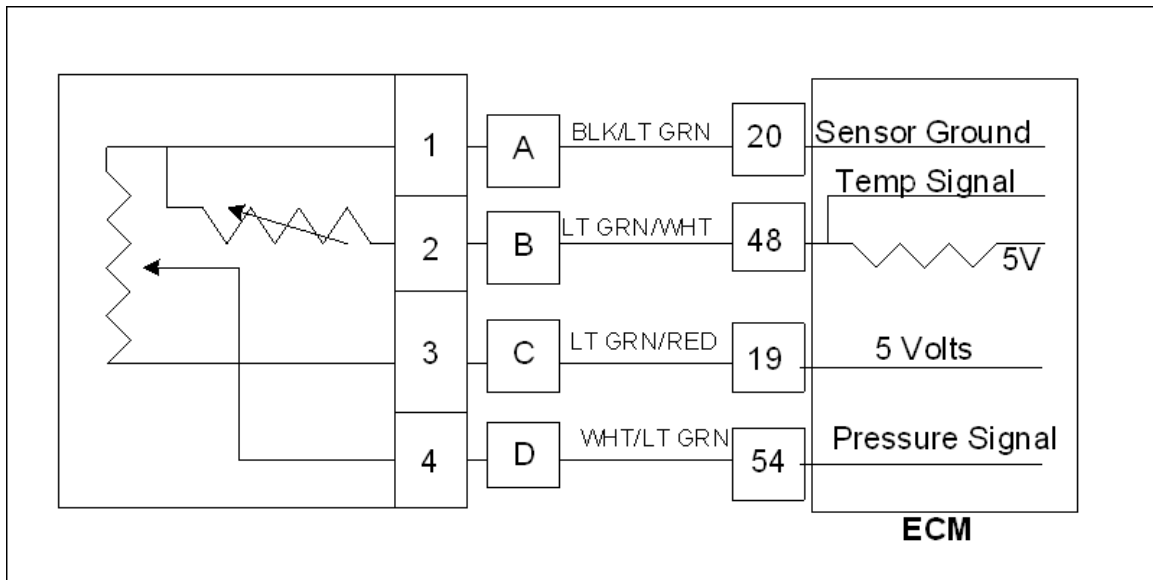 1 A BLK/LT GRN 20 Sensor Ground
Temp Signal
2 B LT GRN/WHT 48
5V
3 C LT GRN/RED 19 5 Volts
4 D WHT/LT GRN 54 Pressure Signal
ECM